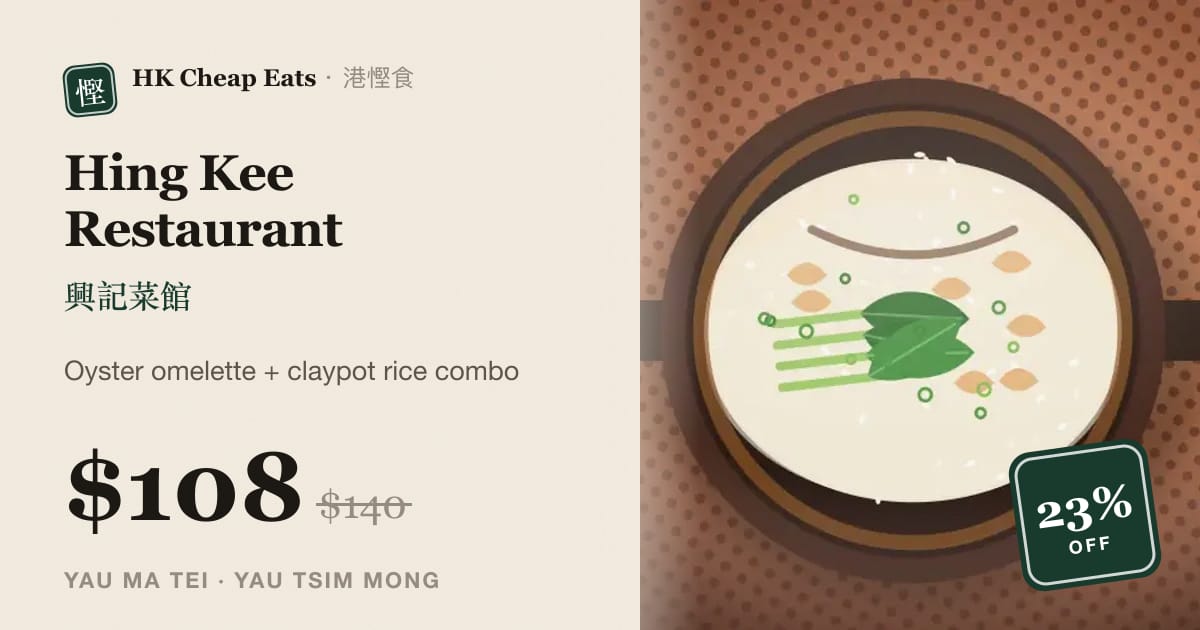 慳
HK Cheap Eats · 港慳食
Hing Kee
Restaurant
興記菜館
Oyster omelette + claypot rice combo
$108 $140
YAU MA TEI · YAU TSIM MONG
23%
OFF